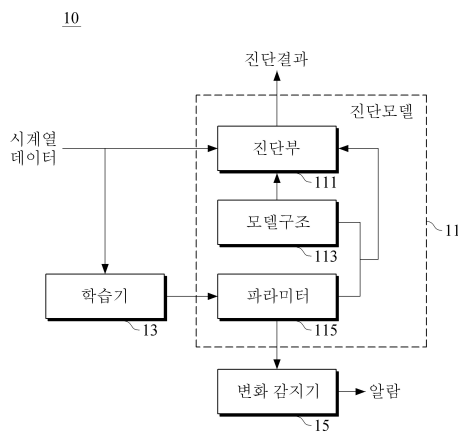 10
진단결과
진단모델
시계열
데이터
진단부
111
모델구조
113
11
학습기
13
파라미터
115
변화 감지기
15
알람